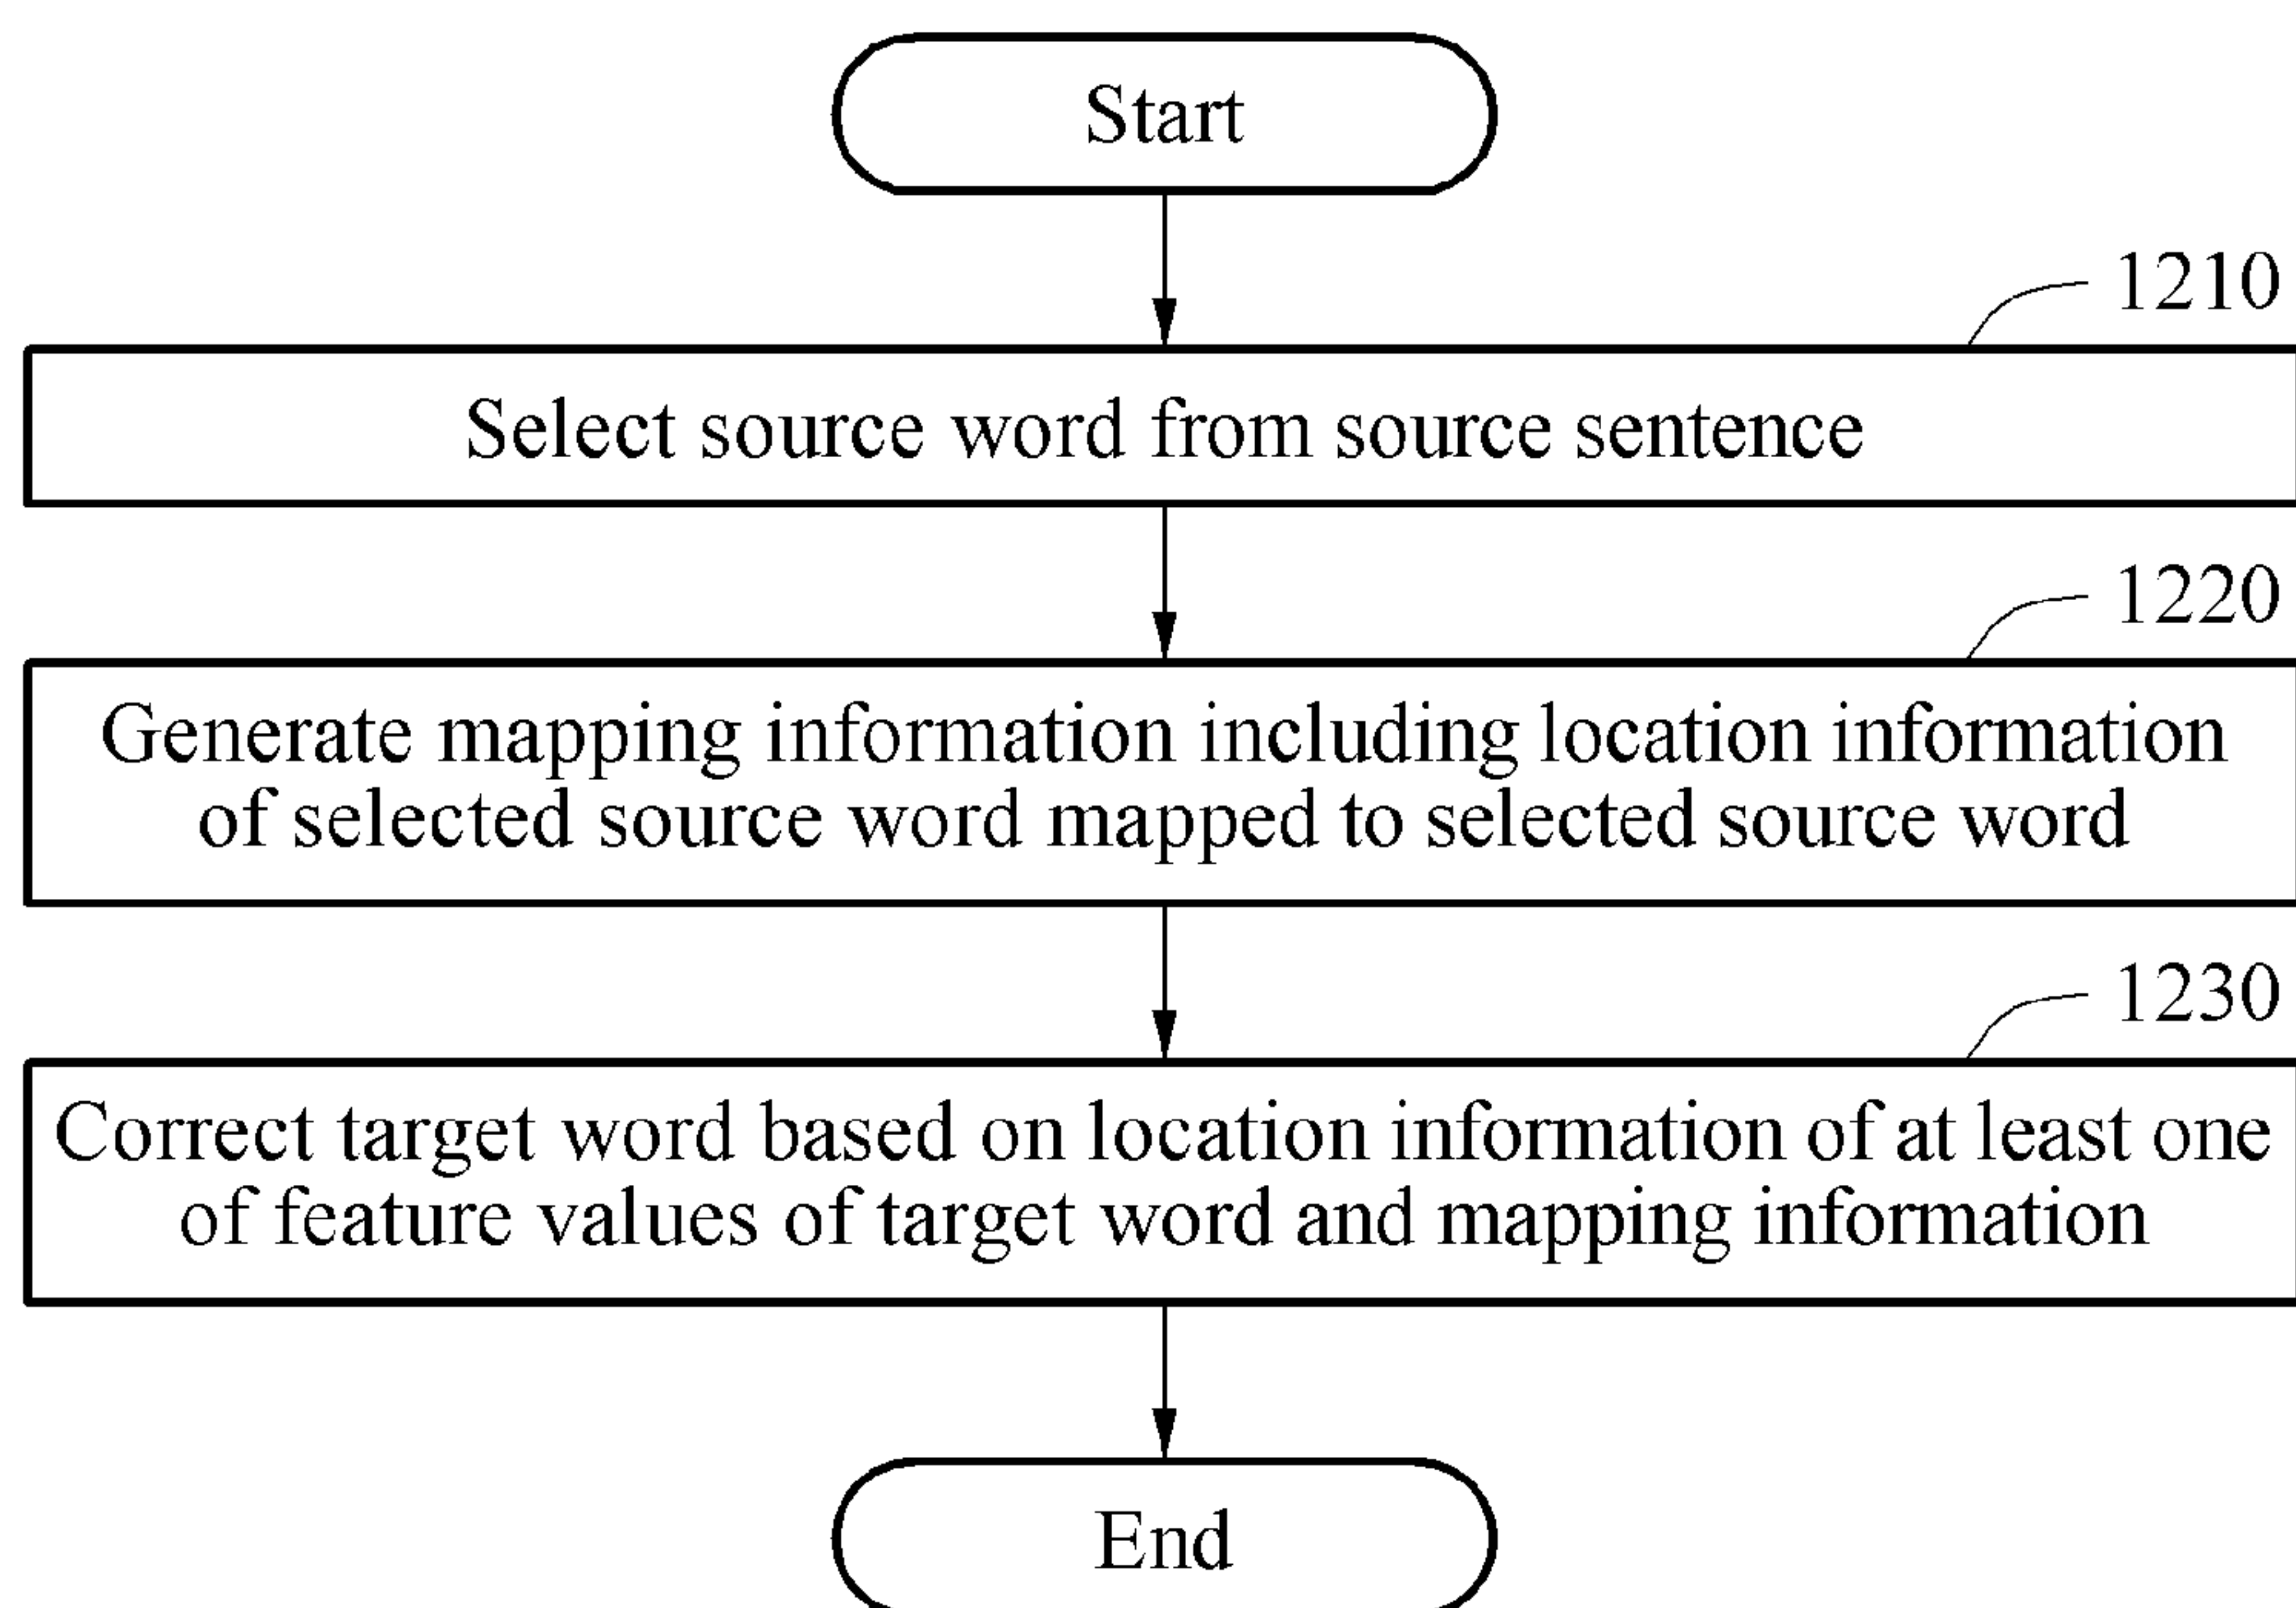 Start
1210
Select source word from source sentence
1220
Generate mapping information including location information
of selected source word mapped to selected source word
1230
Correct target word based on location information of at least one
of feature values of target word and mapping information
End